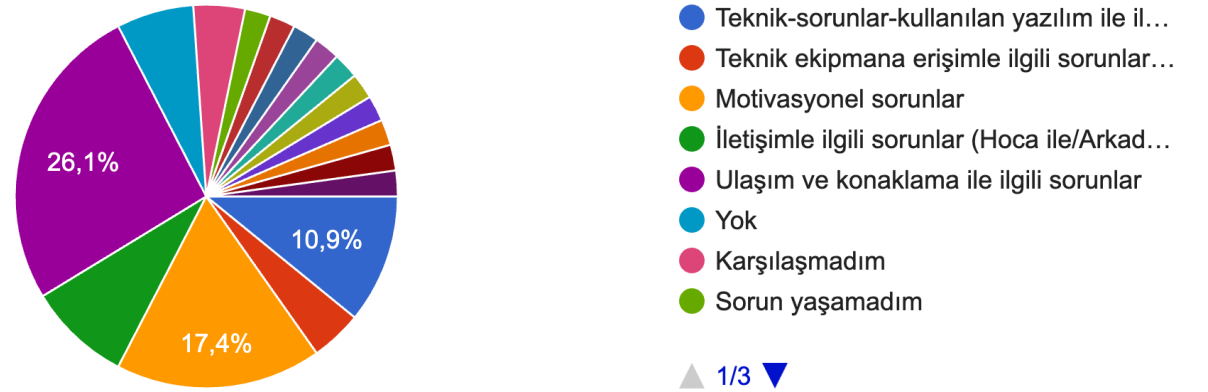 26,1%
10,9%
17,4%
Teknik-sorunlar-kullanılan yazılım ile il…
Teknik ekipmana erişimle ilgili sorunlar…
Motivasyonel sorunlar
İletişimle ilgili sorunlar (Hoca ile/Arkad…
Ulaşım ve konaklama ile ilgili sorunlar
Yok
Karşılaşmadım
Sorun yaşamadım
1/3